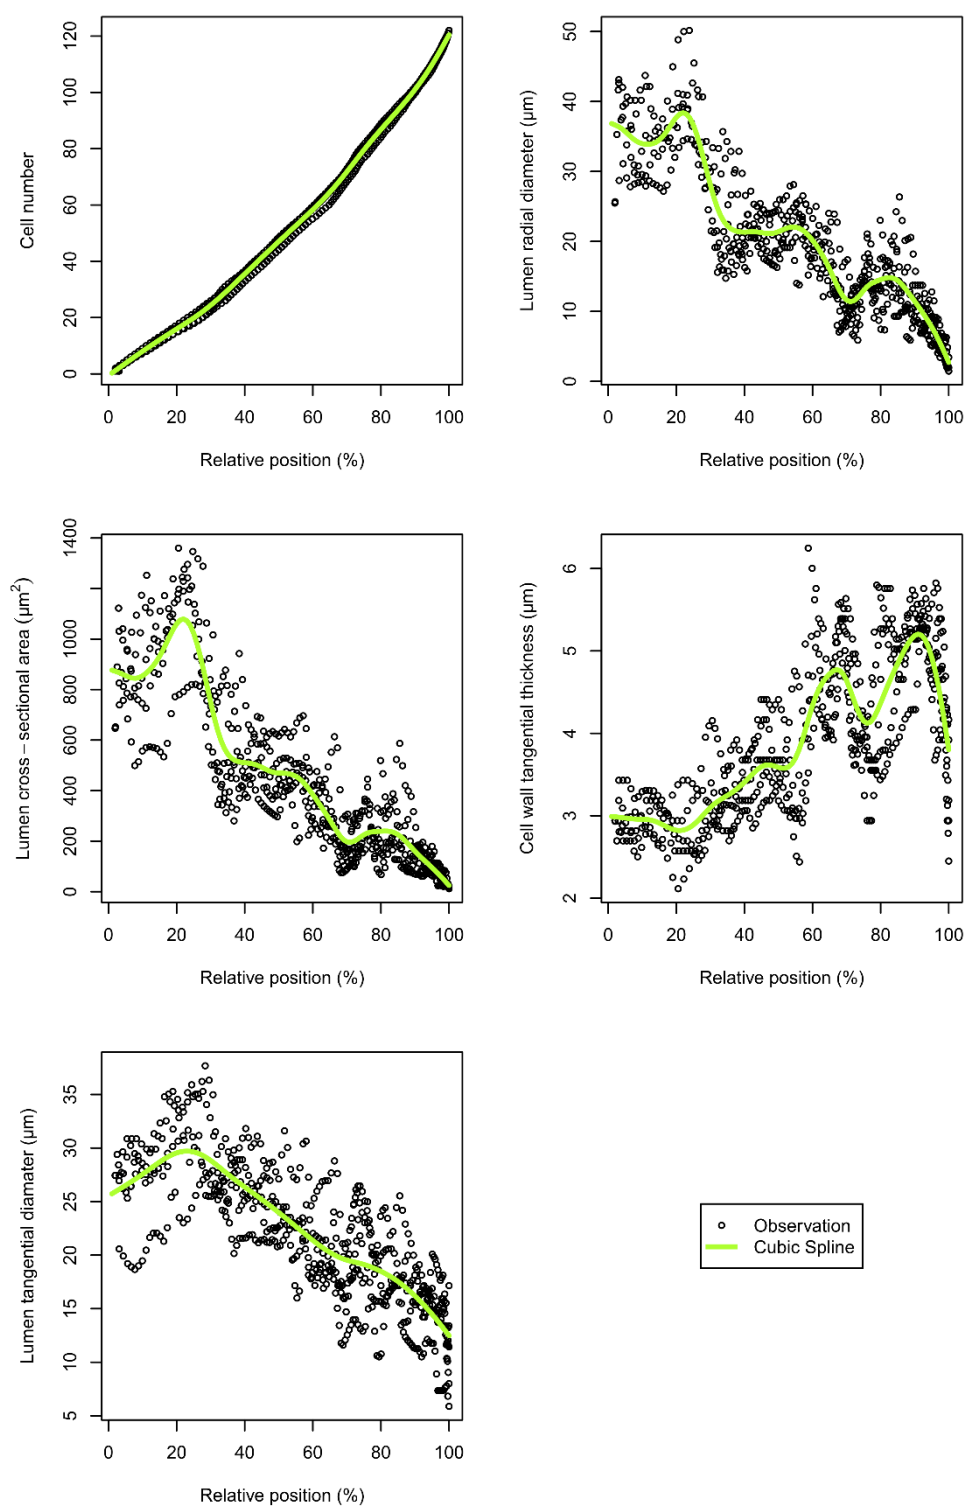 Cell number
120
100
80
60
40
20
0
0 20 40 60 80 100
Relative position (%)
Lumen radial diameter (µm)
50
40
30
20
10
0
0 20 40 60 80 100
Relative position (%)
Lumen cross−sectional area (µm²)
1400
1000
800
600
400
200
0
0 20 40 60 80 100
Relative position (%)
Cell wall tangential thickness (µm)
6
5
4
3
2
0 20 40 60 80 100
Relative position (%)
Lumen tangential diamater (µm)
35
30
25
20
15
10
5
0 20 40 60 80 100
Relative position (%)
Observation
Cubic Spline